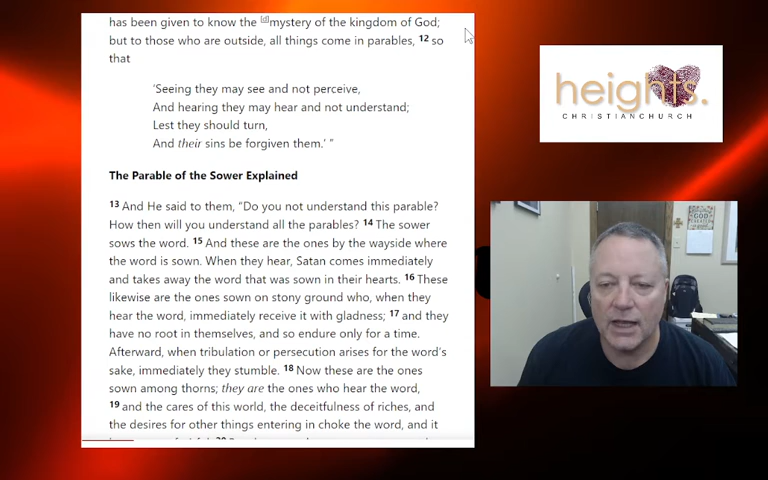 has been given to know the [d]mystery of the kingdom of God;
but to those who are outside, all things come in parables, 12 so
that
'Seeing they may see and not perceive,
And hearing they may hear and not understand;
Lest they should turn,
And their sins be forgiven them.' "
The Parable of the Sower Explained
13 And He said to them, "Do you not understand this parable?
How then will you understand all the parables? 14 The sower
sows the word. 15 And these are the ones by the wayside where
the word is sown. When they hear, Satan comes immediately
and takes away the word that was sown in their hearts. 16 These
likewise are the ones sown on stony ground who, when they
hear the word, immediately receive it with gladness; 17 and they
have no root in themselves, and so endure only for a time.
Afterward, when tribulation or persecution arises for the word's
sake, immediately they stumble. 18 Now these are the ones
sown among thorns; they are the ones who hear the word,
19 and the cares of this world, the deceitfulness of riches, and
the desires for other things entering in choke the word, and it
heights.
CHRISTIANCHURCH
GOD